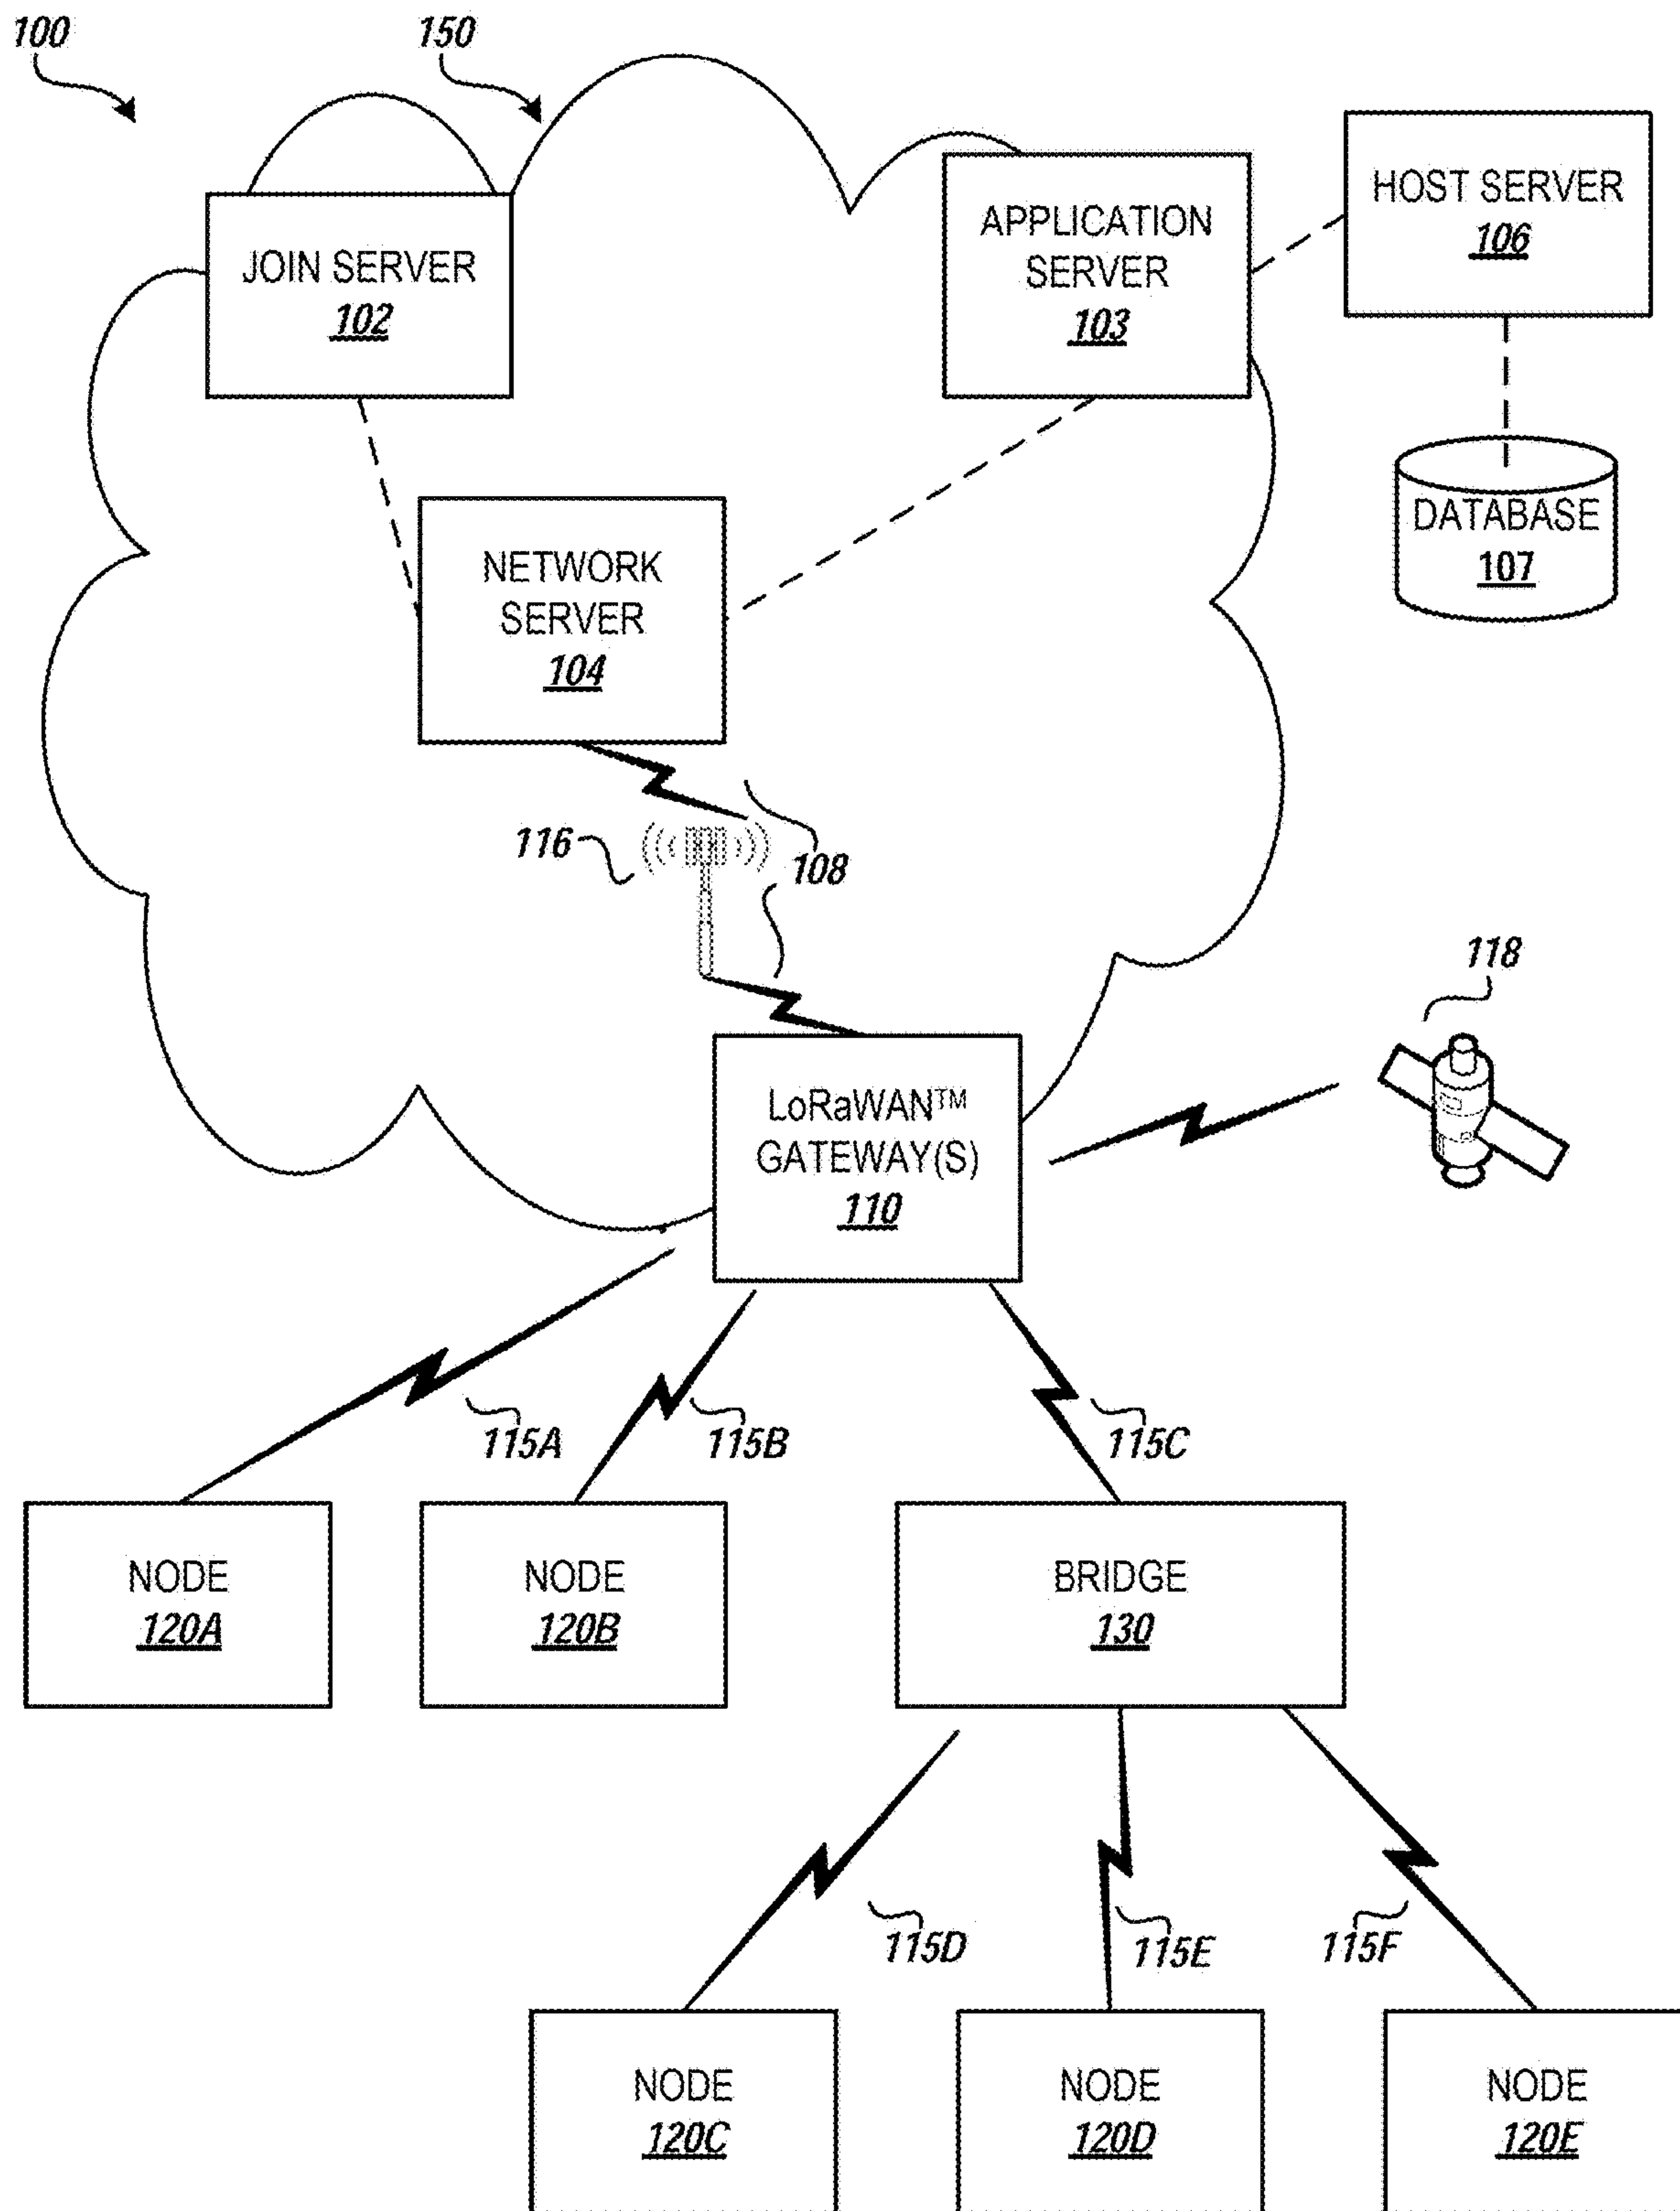 100
150
JOIN SERVER
102
APPLICATION
SERVER
103
HOST SERVER
106
DATABASE
107
NETWORK
SERVER
104
116
108
118
LoRaWAN™
GATEWAY(S)
110
115A
115B
115C
NODE
120A
NODE
120B
BRIDGE
130
115D
115E
115F
NODE
120C
NODE
120D
NODE
120E